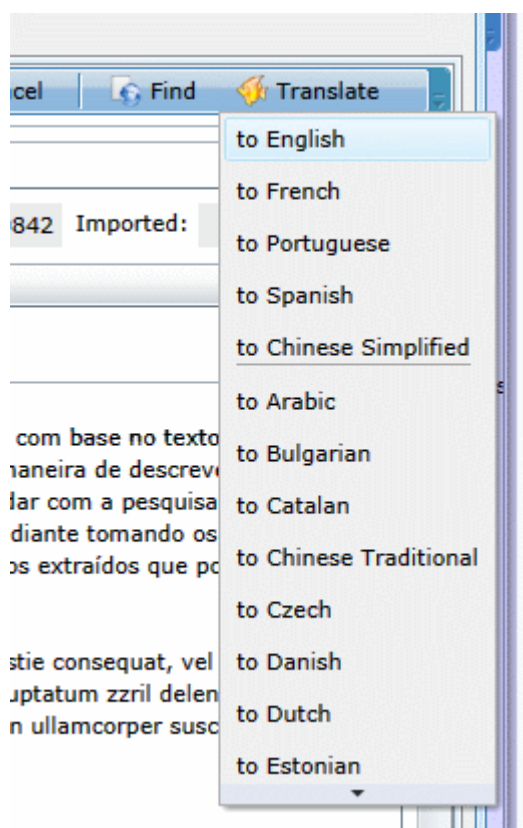 cel Find Translate
to English
to French
842 Imported:
to Portuguese
to Spanish
to Chinese Simplified
to Arabic
com base no texto
to Bulgarian
naneira de descreve
dar com a pesquisa
to Catalan
diante tomando os
os extraídos que po
to Chinese Traditional
to Czech
stie consequat, vel
to Danish
uptatum zzril delen
to Dutch
n ullamcorper susc
to Estonian